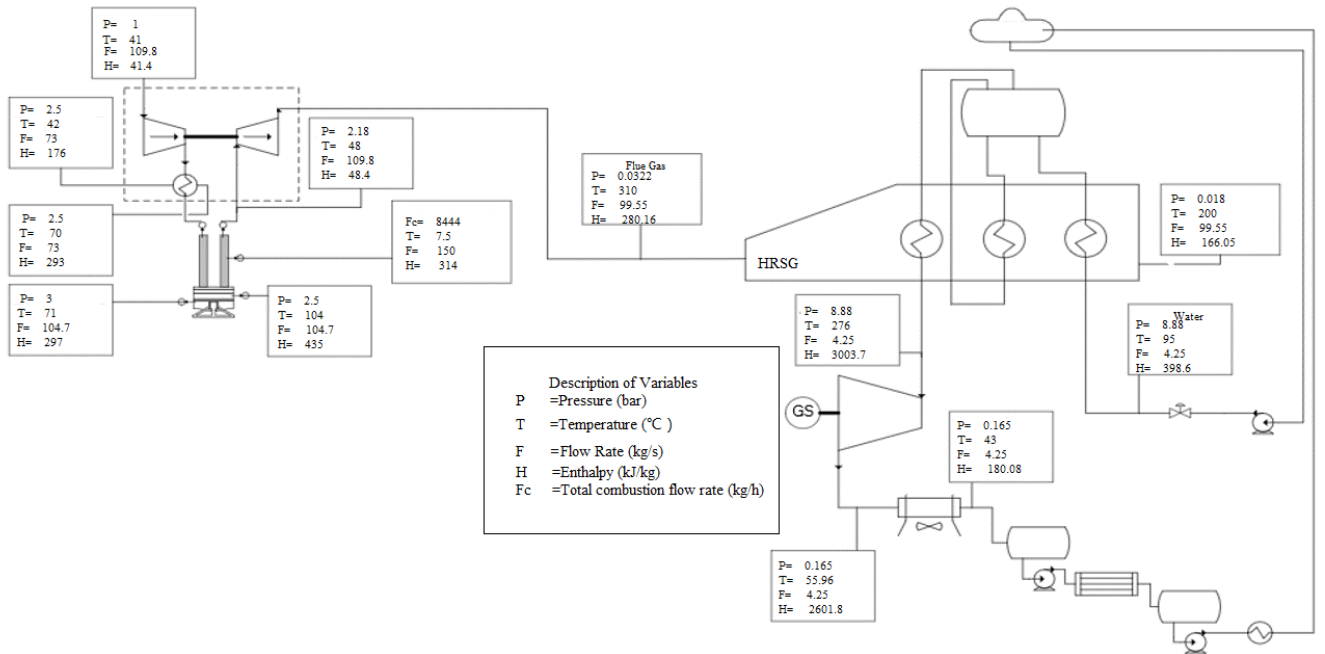 P= 1
T= 41
F= 109.8
H= 41.4
P= 2.5
T= 42
F= 73
H= 176
P= 2.18
T= 48
F= 109.8
H= 48.4
P= 2.5
T= 70
F= 73
H= 293
Fc= 8444
T= 7.5
F= 150
H= 314
P= 3
T= 71
F= 104.7
H= 297
P= 2.5
T= 104
F= 104.7
H= 435
Flue Gas
P= 0.0322
T= 310
F= 99.55
H= 280.16
HRSG
P= 0.018
T= 200
F= 99.55
H= 166.05
P= 8.88
T= 276
F= 4.25
H= 3003.7
Water
P= 8.88
T= 95
F= 4.25
H= 398.6
GS
Description of Variables
P =Pressure (bar)
T =Temperature (℃ )
F =Flow Rate (kg/s)
H =Enthalpy (kJ/kg)
Fc =Total combustion flow rate (kg/h)
P= 0.165
T= 43
F= 4.25
H= 180.08
P= 0.165
T= 55.96
F= 4.25
H= 2601.8